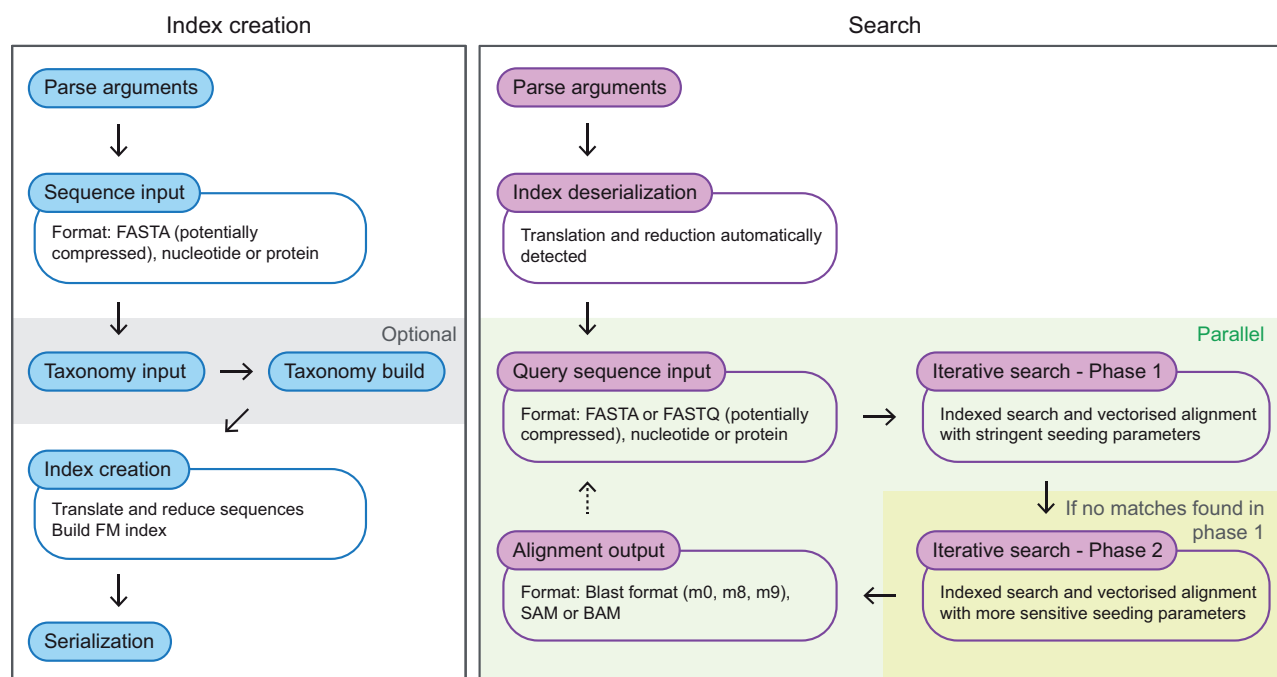 Index creation
Parse arguments
Sequence input
Format: FASTA (potentially
compressed), nucleotide or protein
Optional
Taxonomy input
Taxonomy build
Index creation
Translate and reduce sequences
Build FM index
Serialization
Search
Parse arguments
Index deserialization
Translation and reduction automatically
detected
Parallel
Query sequence input
Format: FASTA or FASTQ (potentially
compressed), nucleotide or protein
Iterative search - Phase 1
Indexed search and vectorised alignment
with stringent seeding parameters
If no matches found in
phase 1
Iterative search - Phase 2
Indexed search and vectorised alignment
with more sensitive seeding parameters
Alignment output
Format: Blast format (m0, m8, m9),
SAM or BAM